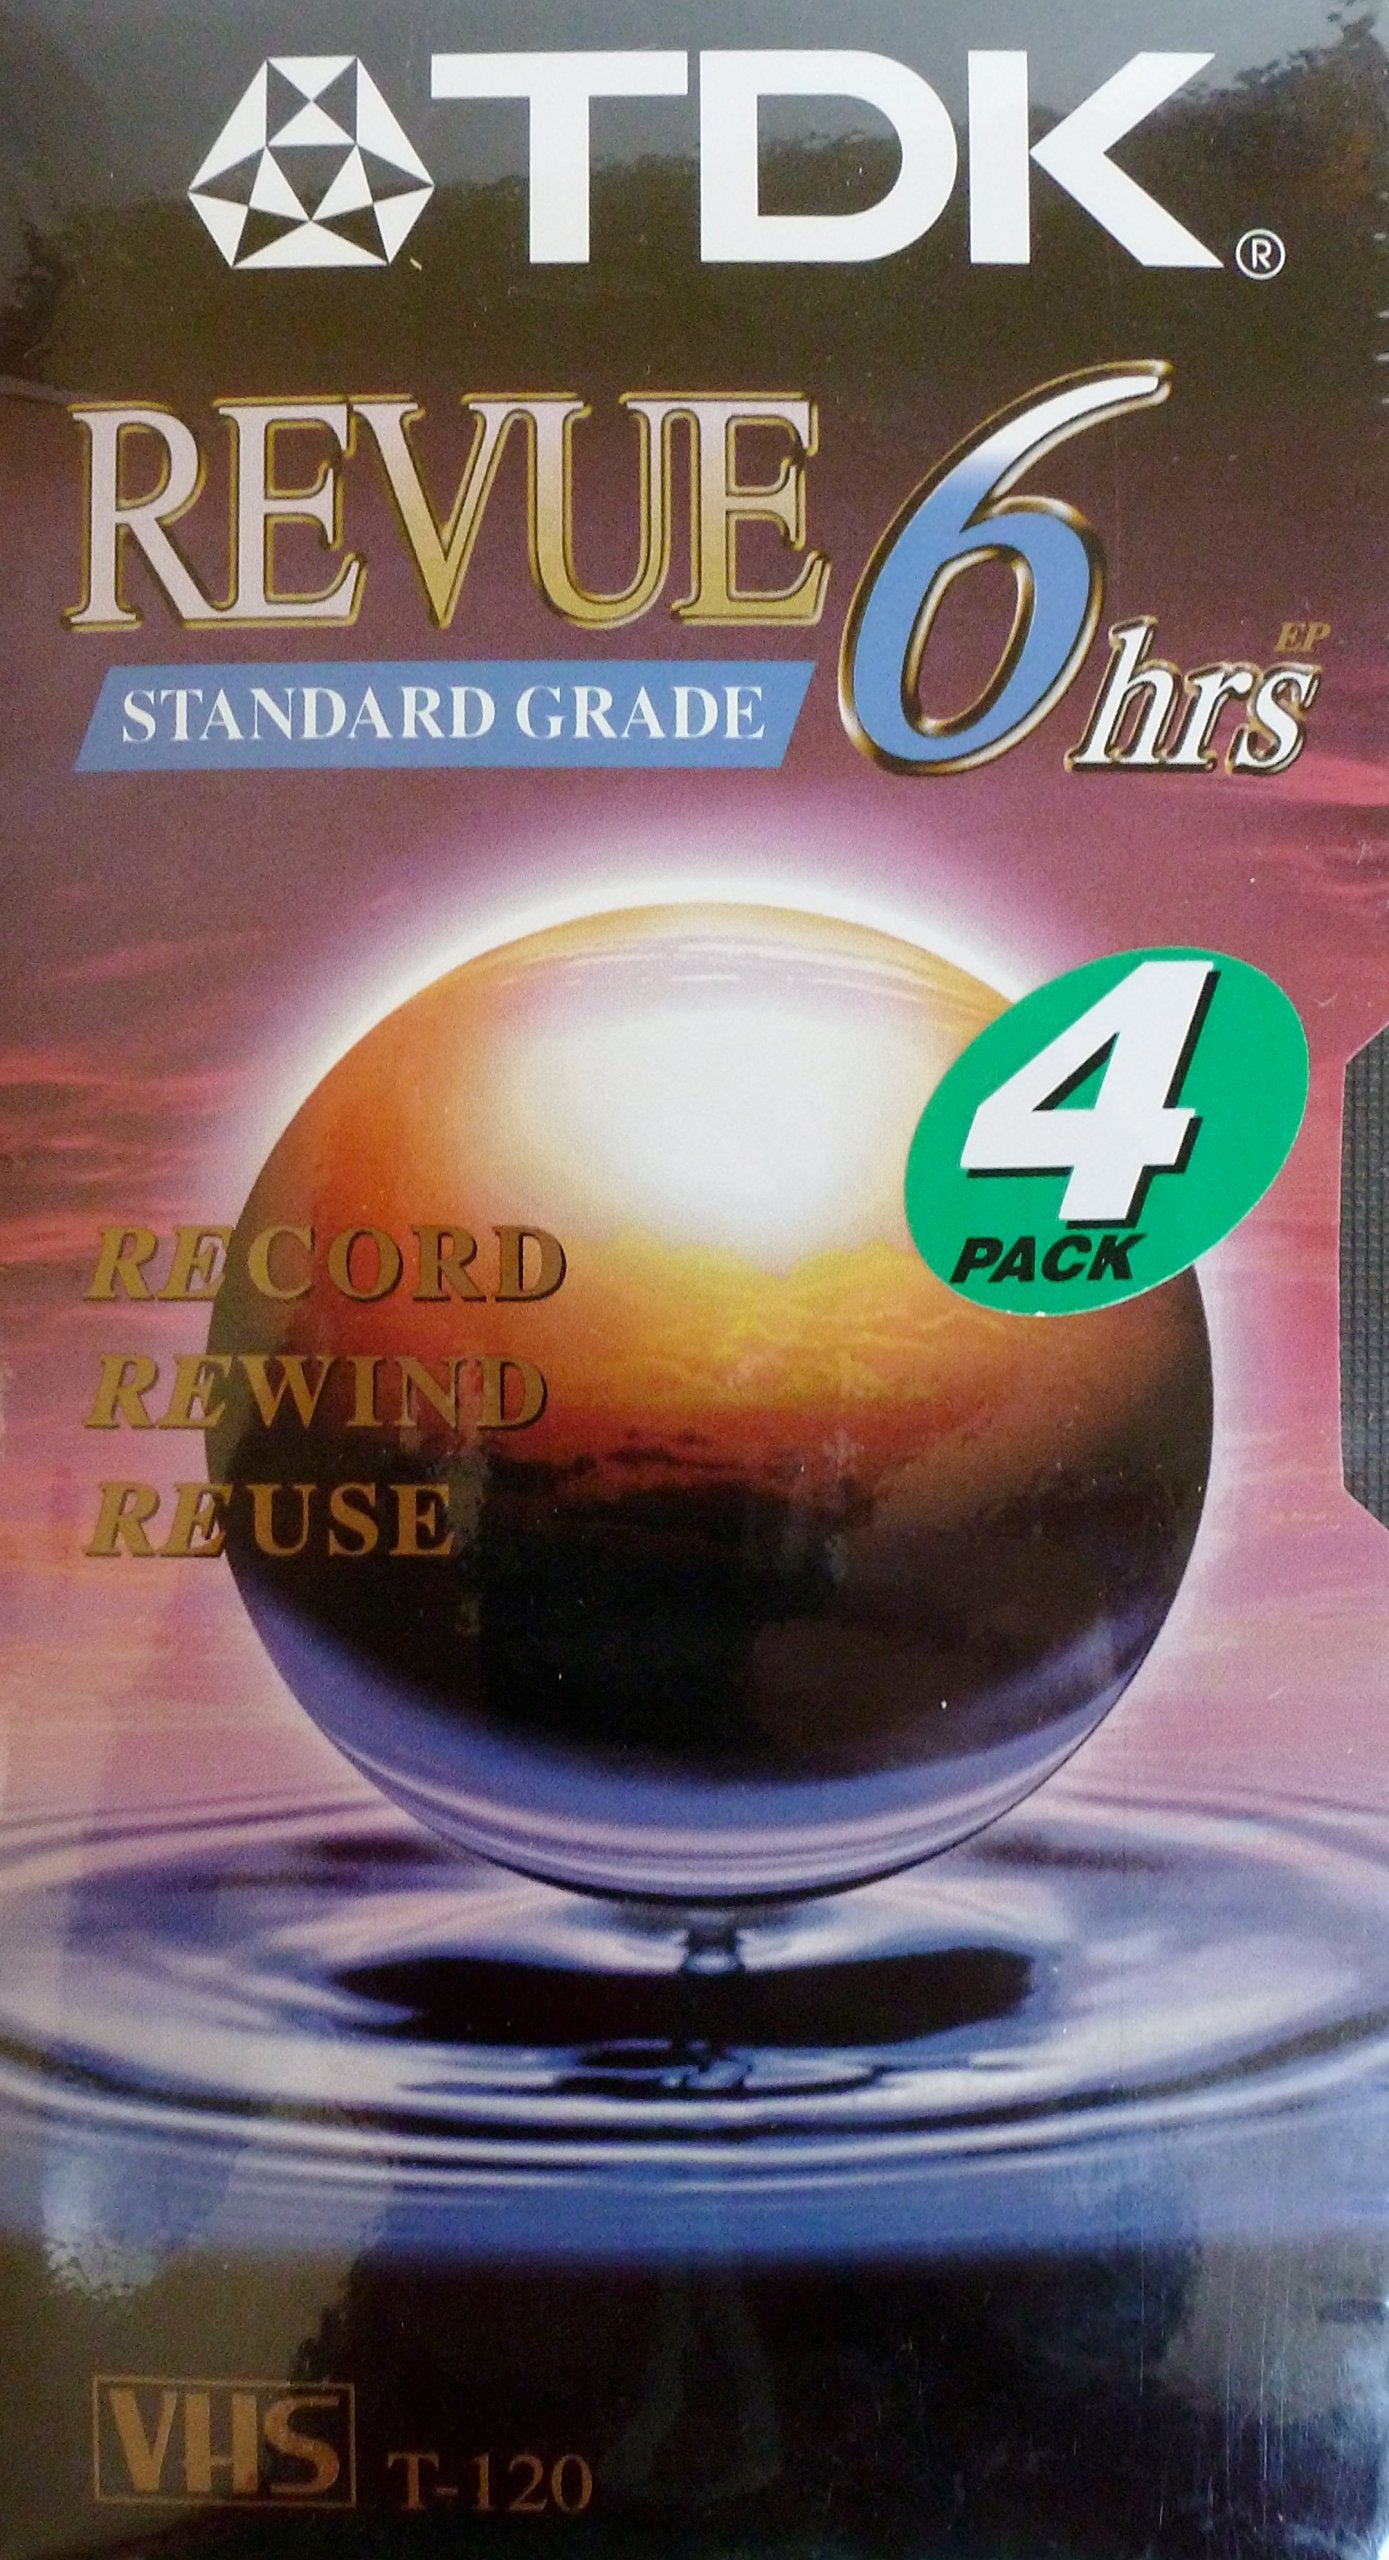 TDK®
REVUE 6 hrs EP
STANDARD GRADE
4
PACK
RECORD
REWIND
REUSE
VHS T-120